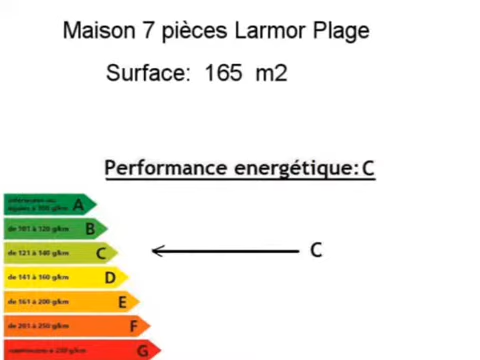 Maison 7 pièces Larmor Plage
Surface: 165 m2
Performance energétique: C
A
de 101 à 120 g/km B
de 121 à 140 g/km C
C
de 141 à 160 g/km D
de 161 à 200 g/km E
de 201 à 250 g/km F
G